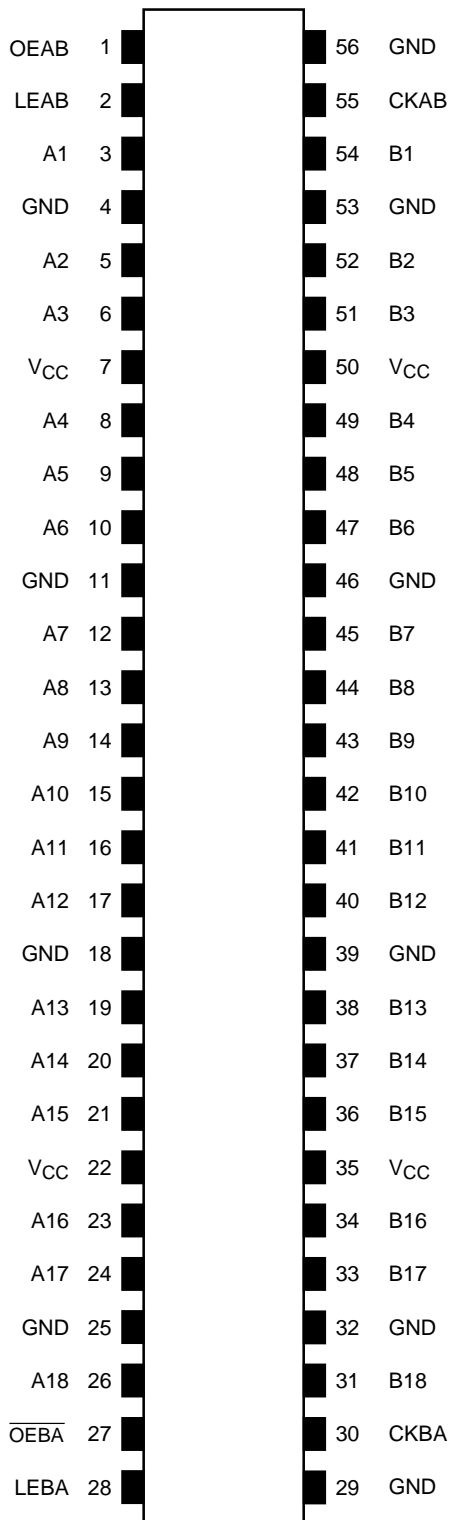 OEAB 1 56 GND
LEAB 2 55 CKAB
A1 3 54 B1
GND 4 53 GND
A2 5 52 B2
A3 6 51 B3
VCC 7 50 VCC
A4 8 49 B4
A5 9 48 B5
A6 10 47 B6
GND 11 46 GND
A7 12 45 B7
A8 13 44 B8
A9 14 43 B9
A10 15 42 B10
A11 16 41 B11
A12 17 40 B12
GND 18 39 GND
A13 19 38 B13
A14 20 37 B14
A15 21 36 B15
VCC 22 35 VCC
A16 23 34 B16
A17 24 33 B17
GND 25 32 GND
A18 26 31 B18
O̅E̅B̅A̅ 27 30 CKBA
LEBA 28 29 GND